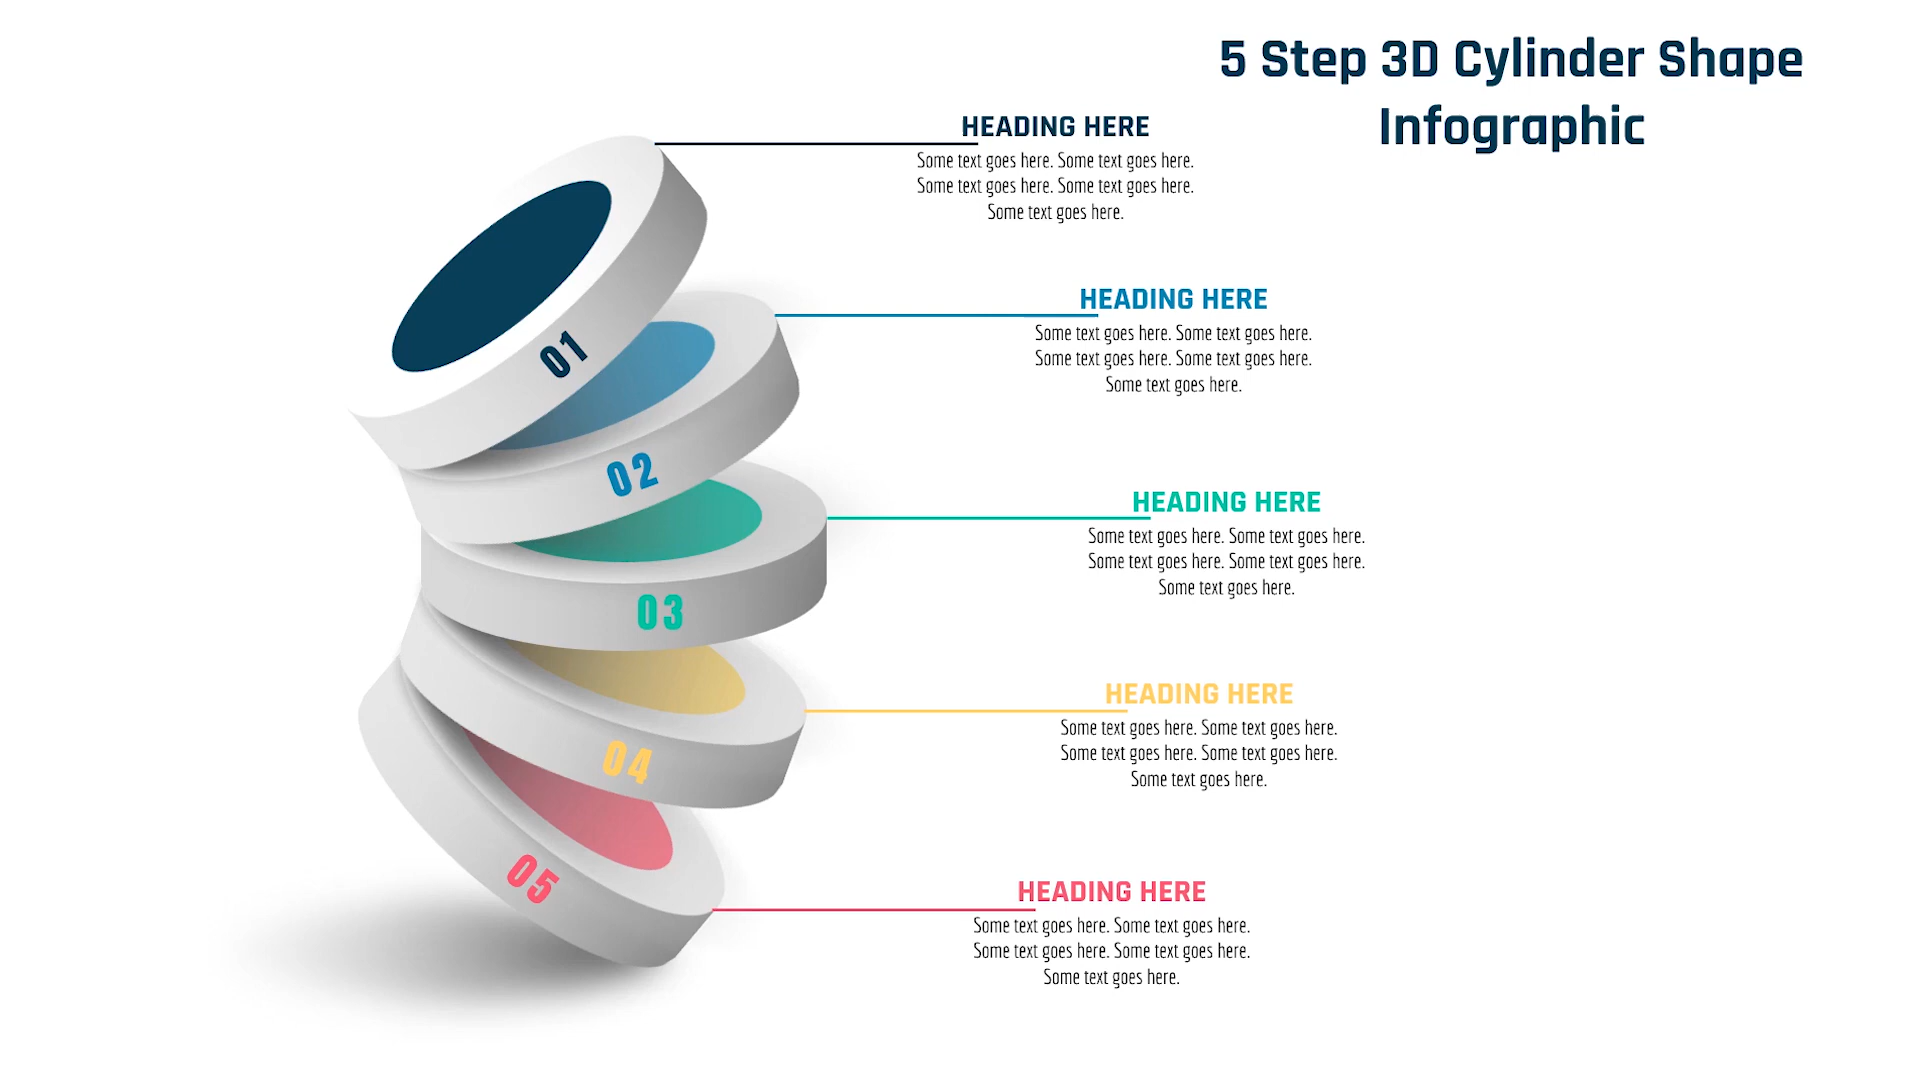 5 Step 3D Cylinder Shape
Infographic
HEADING HERE
Some text goes here. Some text goes here.
Some text goes here. Some text goes here.
Some text goes here.
01
HEADING HERE
Some text goes here. Some text goes here.
Some text goes here. Some text goes here.
Some text goes here.
02
HEADING HERE
Some text goes here. Some text goes here.
Some text goes here. Some text goes here.
Some text goes here.
03
HEADING HERE
Some text goes here. Some text goes here.
Some text goes here. Some text goes here.
Some text goes here.
04
HEADING HERE
Some text goes here. Some text goes here.
Some text goes here. Some text goes here.
Some text goes here.
05